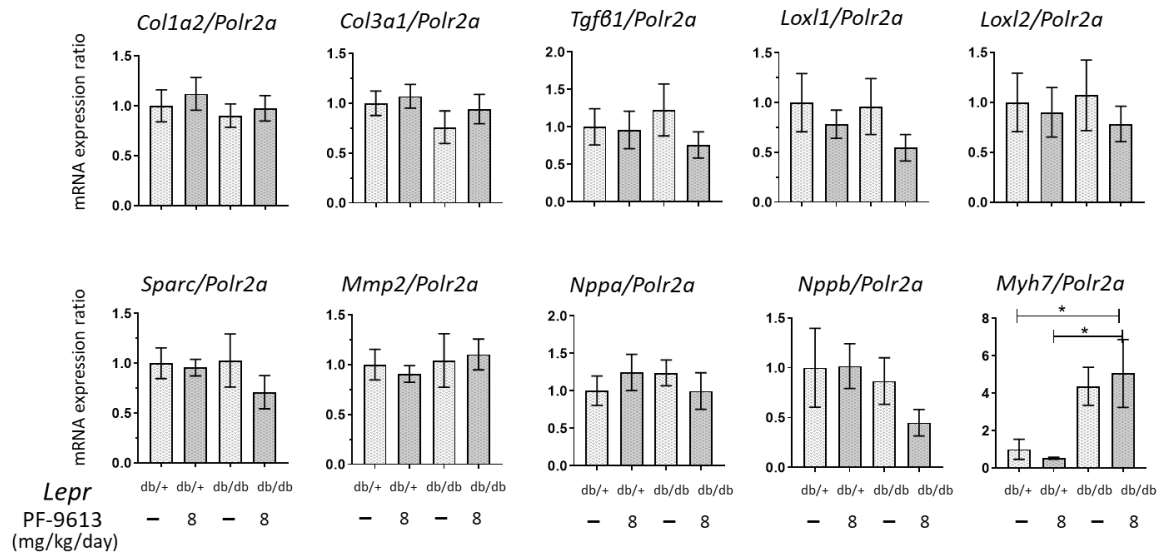 Col1a2/Polr2a
Col3a1/Polr2a
Tgfβ1/Polr2a
Loxl1/Polr2a
Loxl2/Polr2a
mRNA expression ratio
1.5
1.0
0.5
0.0
1.5
1.0
0.5
0.0
2.0
1.5
1.0
0.5
0.0
1.5
1.0
0.5
0.0
1.5
1.0
0.5
0.0
Sparc/Polr2a
Mmp2/Polr2a
Nppa/Polr2a
Nppb/Polr2a
Myh7/Polr2a
mRNA expression ratio
1.5
1.0
0.5
0.0
1.5
1.0
0.5
0.0
2.0
1.5
1.0
0.5
0.0
1.5
1.0
0.5
0.0
8
6
4
2
0
*
*
Lepr
db/+ db/+ db/db db/db
db/+ db/+ db/db db/db
db/+ db/+ db/db db/db
db/+ db/+ db/db db/db
db/+ db/+ db/db db/db
PF-9613
(mg/kg/day)
– 8 – 8
– 8 – 8
– 8 – 8
– 8 – 8
– 8 – 8